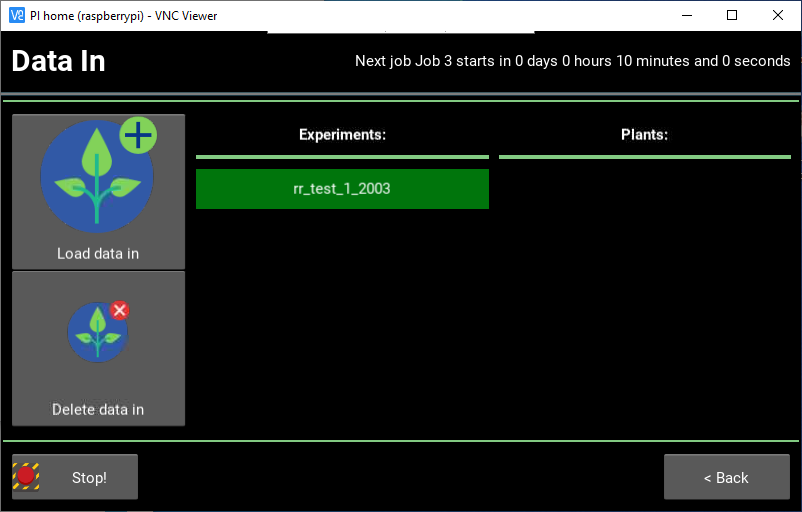 PI home (raspberrypi) - VNC Viewer
Data In
Next job Job 3 starts in 0 days 0 hours 10 minutes and 0 seconds
Experiments:
Plants:
rr_test_1_2003
Load data in
Delete data in
Stop!
< Back